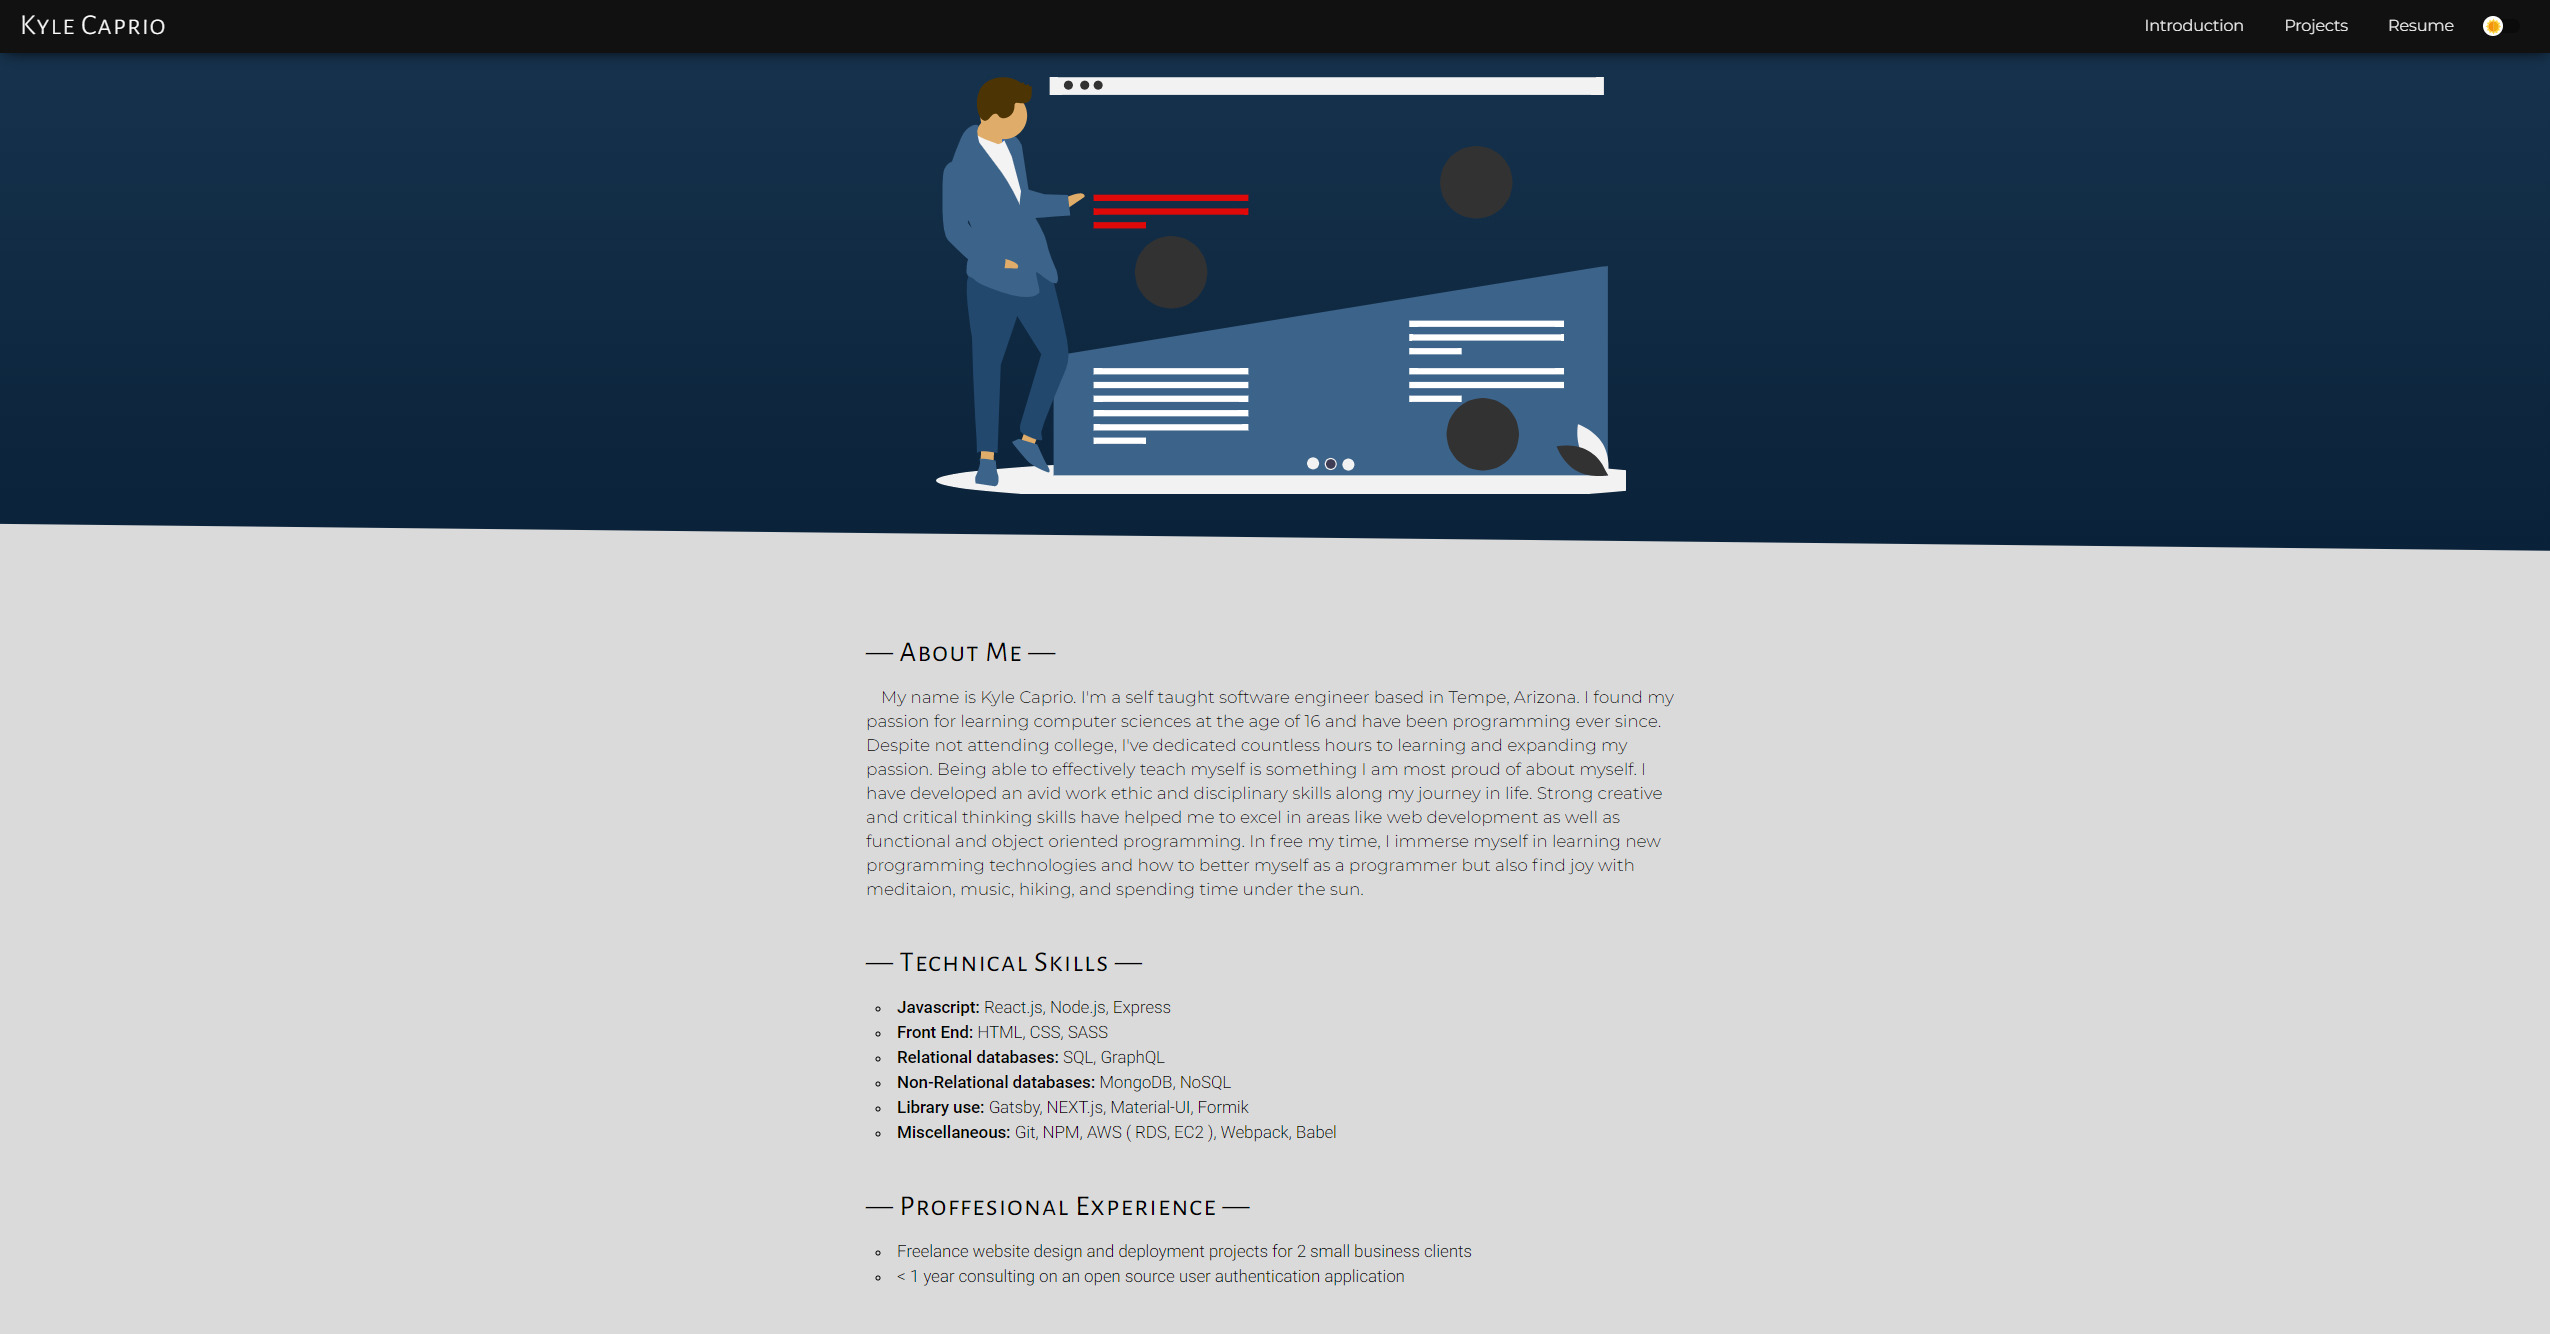 Kyle Caprio
Introduction Projects Resume
— About Me —
My name is Kyle Caprio. I'm a self taught software engineer based in Tempe, Arizona. I found my
passion for learning computer sciences at the age of 16 and have been programming ever since.
Despite not attending college, I've dedicated countless hours to learning and expanding my
passion. Being able to effectively teach myself is something I am most proud of about myself. I
have developed an avid work ethic and disciplinary skills along my journey in life. Strong creative
and critical thinking skills have helped me to excel in areas like web development as well as
functional and object oriented programming. In free my time, I immerse myself in learning new
programming technologies and how to better myself as a programmer but also find joy with
meditaion, music, hiking, and spending time under the sun.
— Technical Skills —
Javascript: React.js, Node.js, Express
Front End: HTML, CSS, SASS
Relational databases: SQL, GraphQL
Non-Relational databases: MongoDB, NoSQL
Library use: Gatsby, NEXT.js, Material-UI, Formik
Miscellaneous: Git, NPM, AWS ( RDS, EC2 ), Webpack, Babel
— Proffesional Experience —
Freelance website design and deployment projects for 2 small business clients
< 1 year consulting on an open source user authentication application